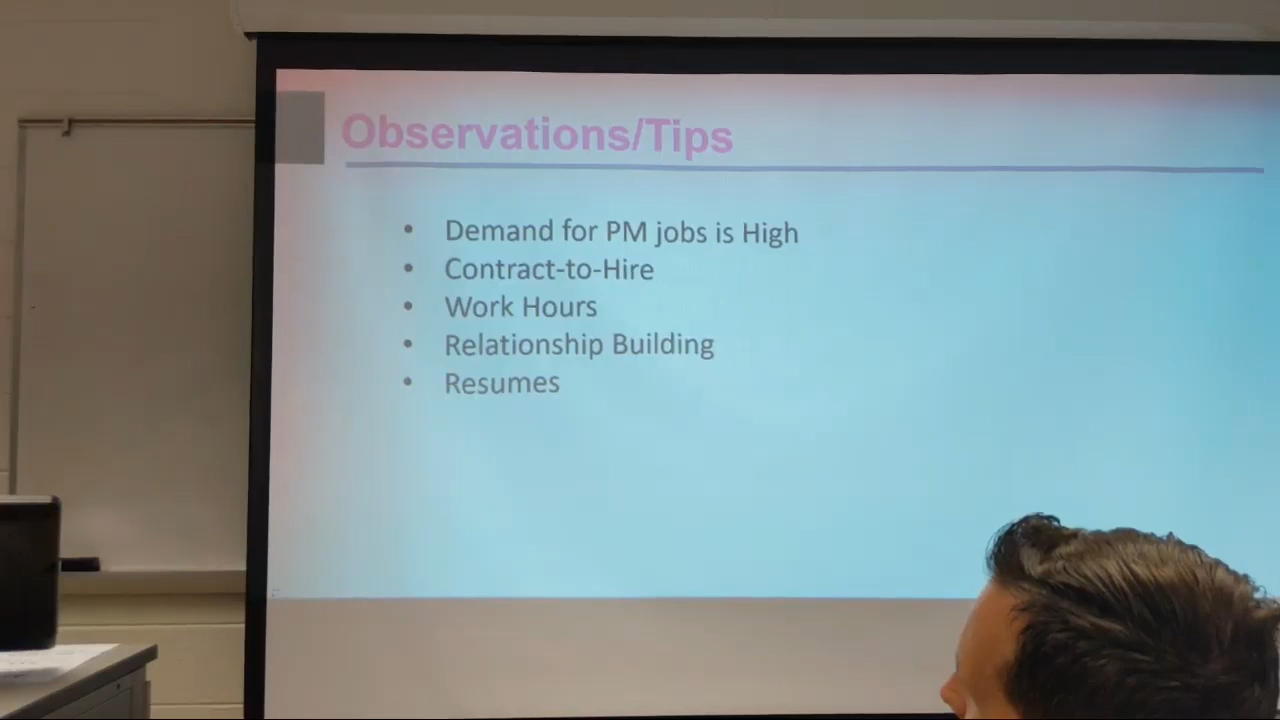 Observations/Tips
• Demand for PM jobs is High
• Contract-to-Hire
• Work Hours
• Relationship Building
• Resumes